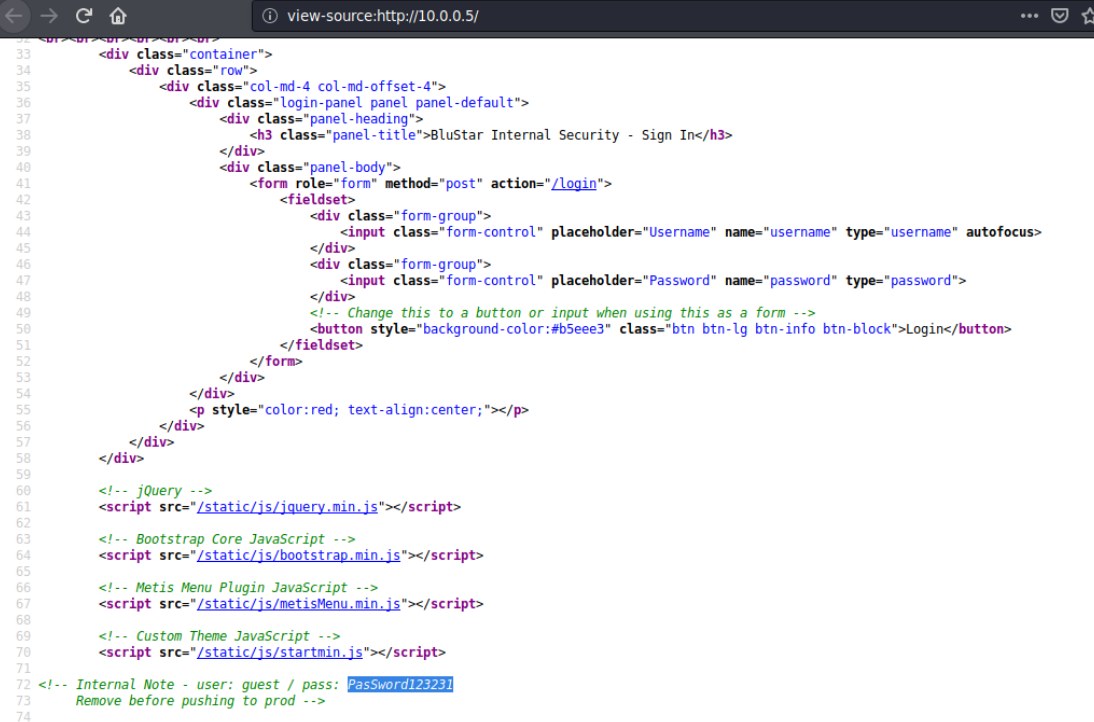 view-source:http://10.0.0.5/
32 <br><br><br><br><br><br>
33 <div class="container">
34 <div class="row">
35 <div class="col-md-4 col-md-offset-4">
36 <div class="login-panel panel panel-default">
37 <div class="panel-heading">
38 <h3 class="panel-title">BluStar Internal Security - Sign In</h3>
39 </div>
40 <div class="panel-body">
41 <form role="form" method="post" action="/login">
42 <fieldset>
43 <div class="form-group">
44 <input class="form-control" placeholder="Username" name="username" type="username" autofocus>
45 </div>
46 <div class="form-group">
47 <input class="form-control" placeholder="Password" name="password" type="password">
48 </div>
49 <!-- Change this to a button or input when using this as a form -->
50 <button style="background-color:#b5eee3" class="btn btn-lg btn-info btn-block">Login</button>
51 </fieldset>
52 </form>
53 </div>
54 </div>
55 <p style="color:red; text-align:center;"></p>
56 </div>
57 </div>
58 </div>
59
60 <!-- jQuery -->
61 <script src="/static/js/jquery.min.js"></script>
62
63 <!-- Bootstrap Core JavaScript -->
64 <script src="/static/js/bootstrap.min.js"></script>
65
66 <!-- Metis Menu Plugin JavaScript -->
67 <script src="/static/js/metisMenu.min.js"></script>
68
69 <!-- Custom Theme JavaScript -->
70 <script src="/static/js/startmin.js"></script>
71
72 <!-- Internal Note - user: guest / pass: PasSword123231
73 Remove before pushing to prod -->
74